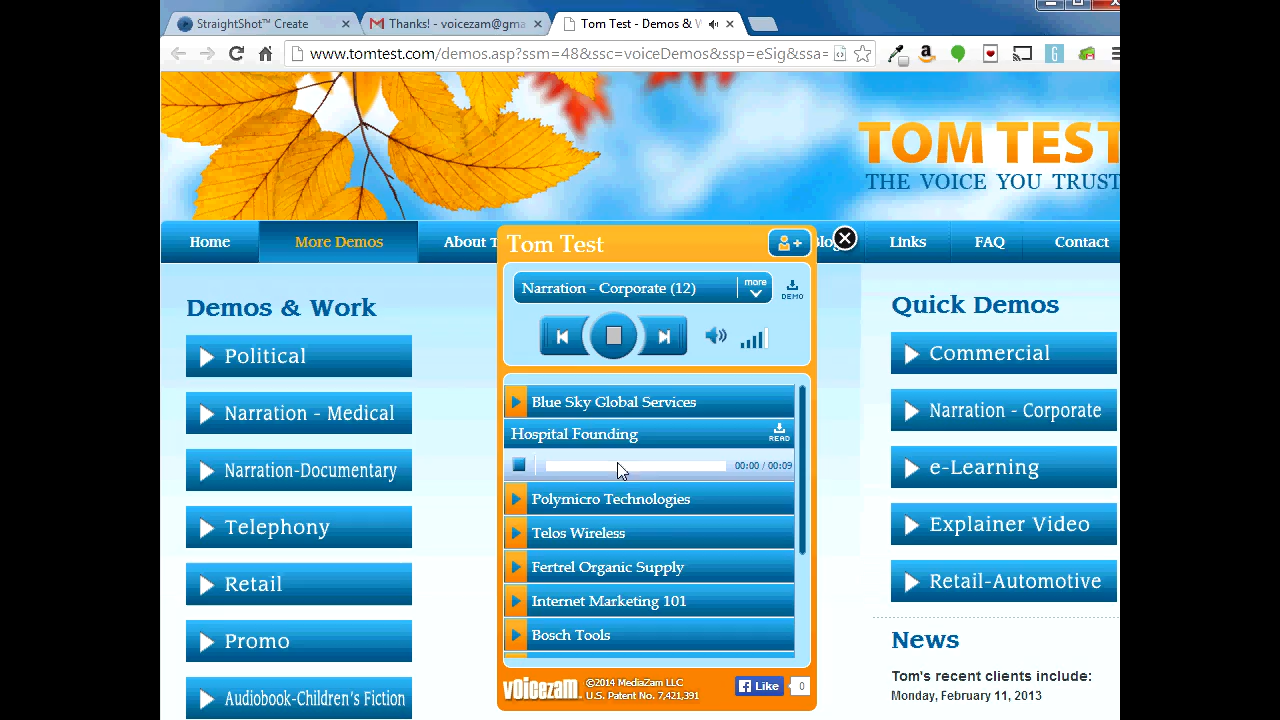 StraightShot™ Create
Thanks! - voicezam@gma
Tom Test - Demos & W
www.tomtest.com/demos.asp?ssm=48&ssc=voiceDemos&ssp=eSig&ssa=
TOM TEST
THE VOICE YOU TRUST
Home
More Demos
About T
Blog
Links
FAQ
Contact
Demos & Work
Political
Narration - Medical
Narration-Documentary
Telephony
Retail
Promo
Audiobook-Children's Fiction
Tom Test
Narration - Corporate (12)
more
DEMO
Blue Sky Global Services
Hospital Founding
READ
00:00 / 00:09
Polymicro Technologies
Telos Wireless
Fertrel Organic Supply
Internet Marketing 101
Bosch Tools
voicezam
©2014 MediaZam LLC
U.S. Patent No. 7,421,391
Like
0
Quick Demos
Commercial
Narration - Corporate
e-Learning
Explainer Video
Retail-Automotive
News
Tom's recent clients include:
Monday, February 11, 2013